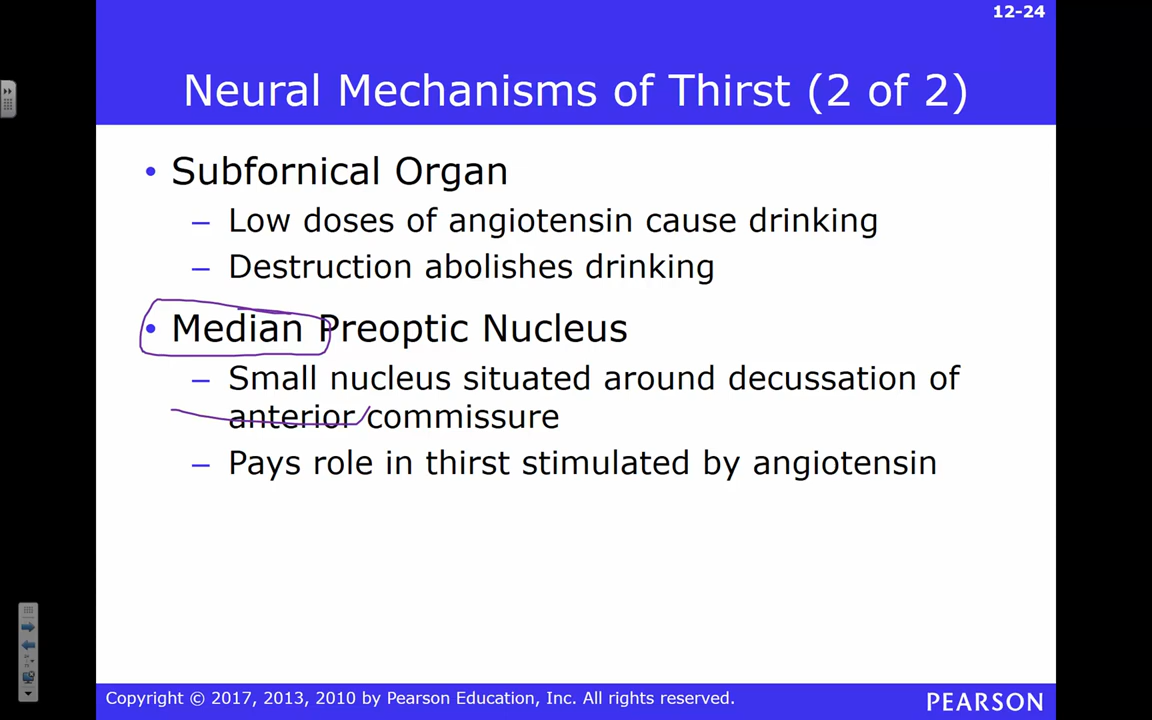 12-24
Neural Mechanisms of Thirst (2 of 2)
• Subfornical Organ
– Low doses of angiotensin cause drinking
– Destruction abolishes drinking
• Median Preoptic Nucleus
– Small nucleus situated around decussation of
anterior commissure
– Pays role in thirst stimulated by angiotensin
Copyright © 2017, 2013, 2010 by Pearson Education, Inc. All rights reserved.
PEARSON